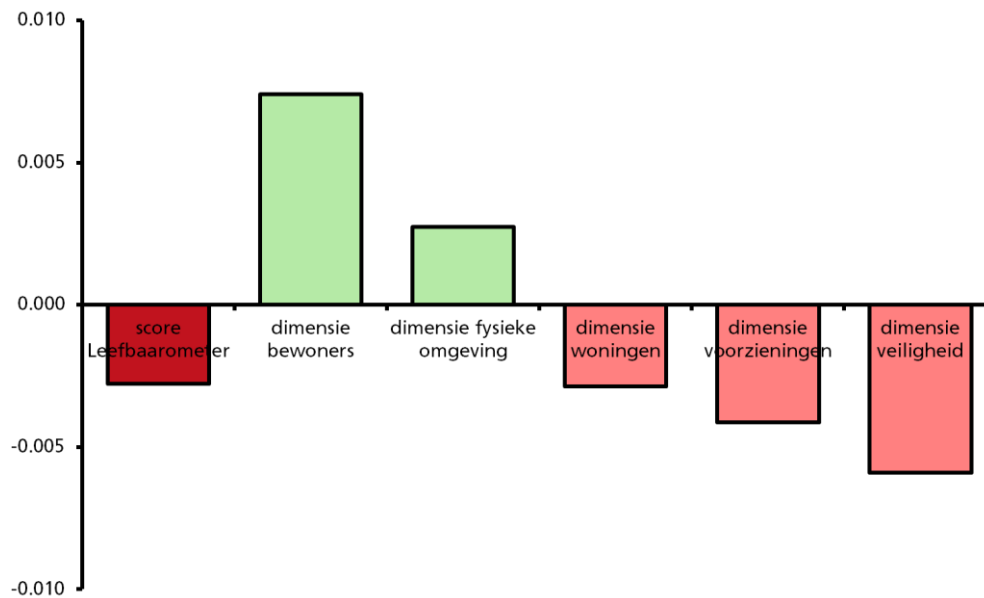 0.010
0.005
0.000
score
Leefbaarometer
dimensie
bewoners
dimensie fysieke
omgeving
dimensie
woningen
dimensie
voorzieningen
dimensie
veiligheid
-0.005
-0.010